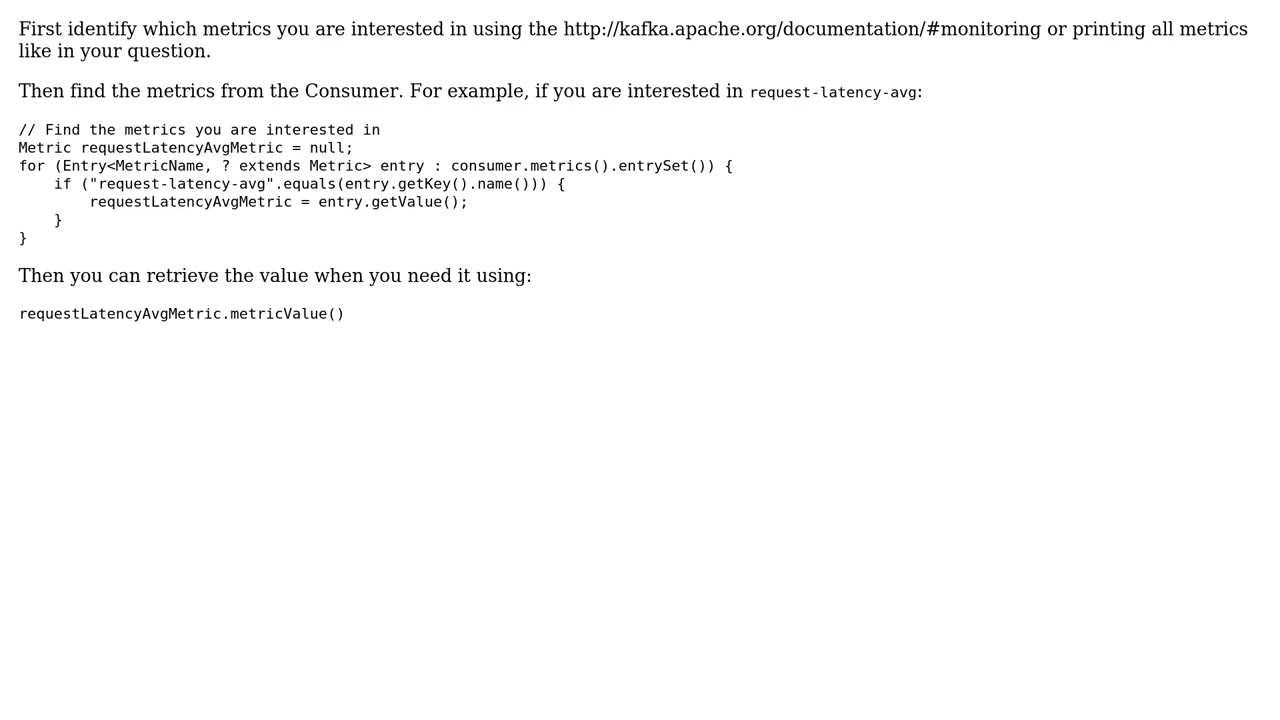 First identify which metrics you are interested in using the http://kafka.apache.org/documentation/#monitoring or printing all metrics
like in your question.
Then find the metrics from the Consumer. For example, if you are interested in request-latency-avg:
// Find the metrics you are interested in
Metric requestLatencyAvgMetric = null;
for (Entry<MetricName, ? extends Metric> entry : consumer.metrics().entrySet()) {
    if ("request-latency-avg".equals(entry.getKey().name())) {
        requestLatencyAvgMetric = entry.getValue();
    }
}
Then you can retrieve the value when you need it using:
requestLatencyAvgMetric.metricValue()